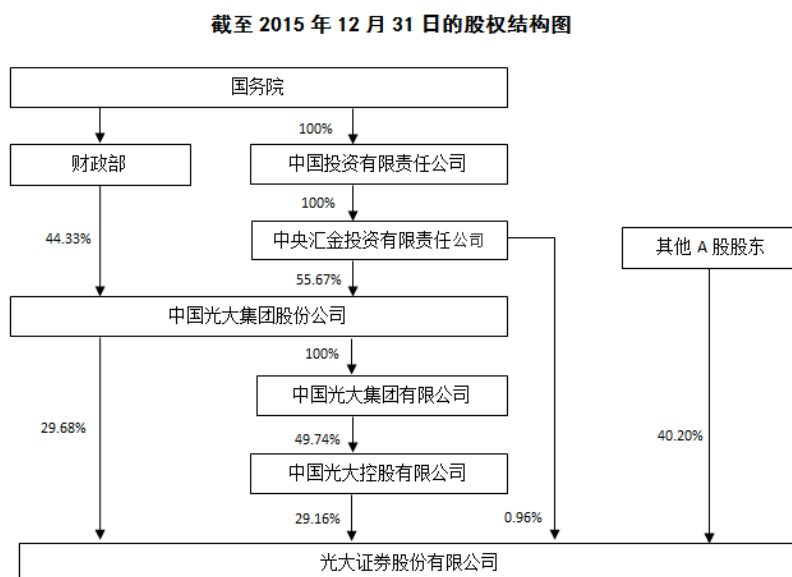 截至 2015 年 12 月 31 日的股权结构图
国务院
100%
财政部
中国投资有限责任公司
100%
44.33%
中央汇金投资有限责任公司
其他 A 股股东
55.67%
中国光大集团股份公司
100%
中国光大集团有限公司
29.68%
49.74%
40.20%
中国光大控股有限公司
29.16%
0.96%
光大证券股份有限公司